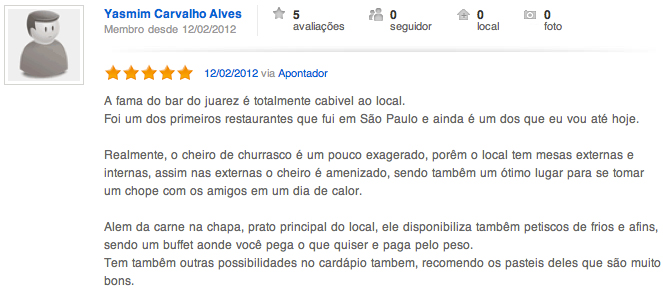 Yasmim Carvalho Alves
Membro desde 12/02/2012
5 avaliações
0 seguidor
0 local
0 foto
12/02/2012 via Apontador
A fama do bar do juarez é totalmente cabivel ao local.
Foi um dos primeiros restaurantes que fui em São Paulo e ainda é um dos que eu vou até hoje.
Realmente, o cheiro de churrasco é um pouco exagerado, porêm o local tem mesas externas e
internas, assim nas externas o cheiro é amenizado, sendo tambêm um ótimo lugar para se tomar
um chope com os amigos em um dia de calor.
Alem da carne na chapa, prato principal do local, ele disponibiliza tambêm petiscos de frios e afins,
sendo um buffet aonde você pega o que quiser e paga pelo peso.
Tem tambêm outras possibilidades no cardápio tambem, recomendo os pasteis deles que são muito
bons.